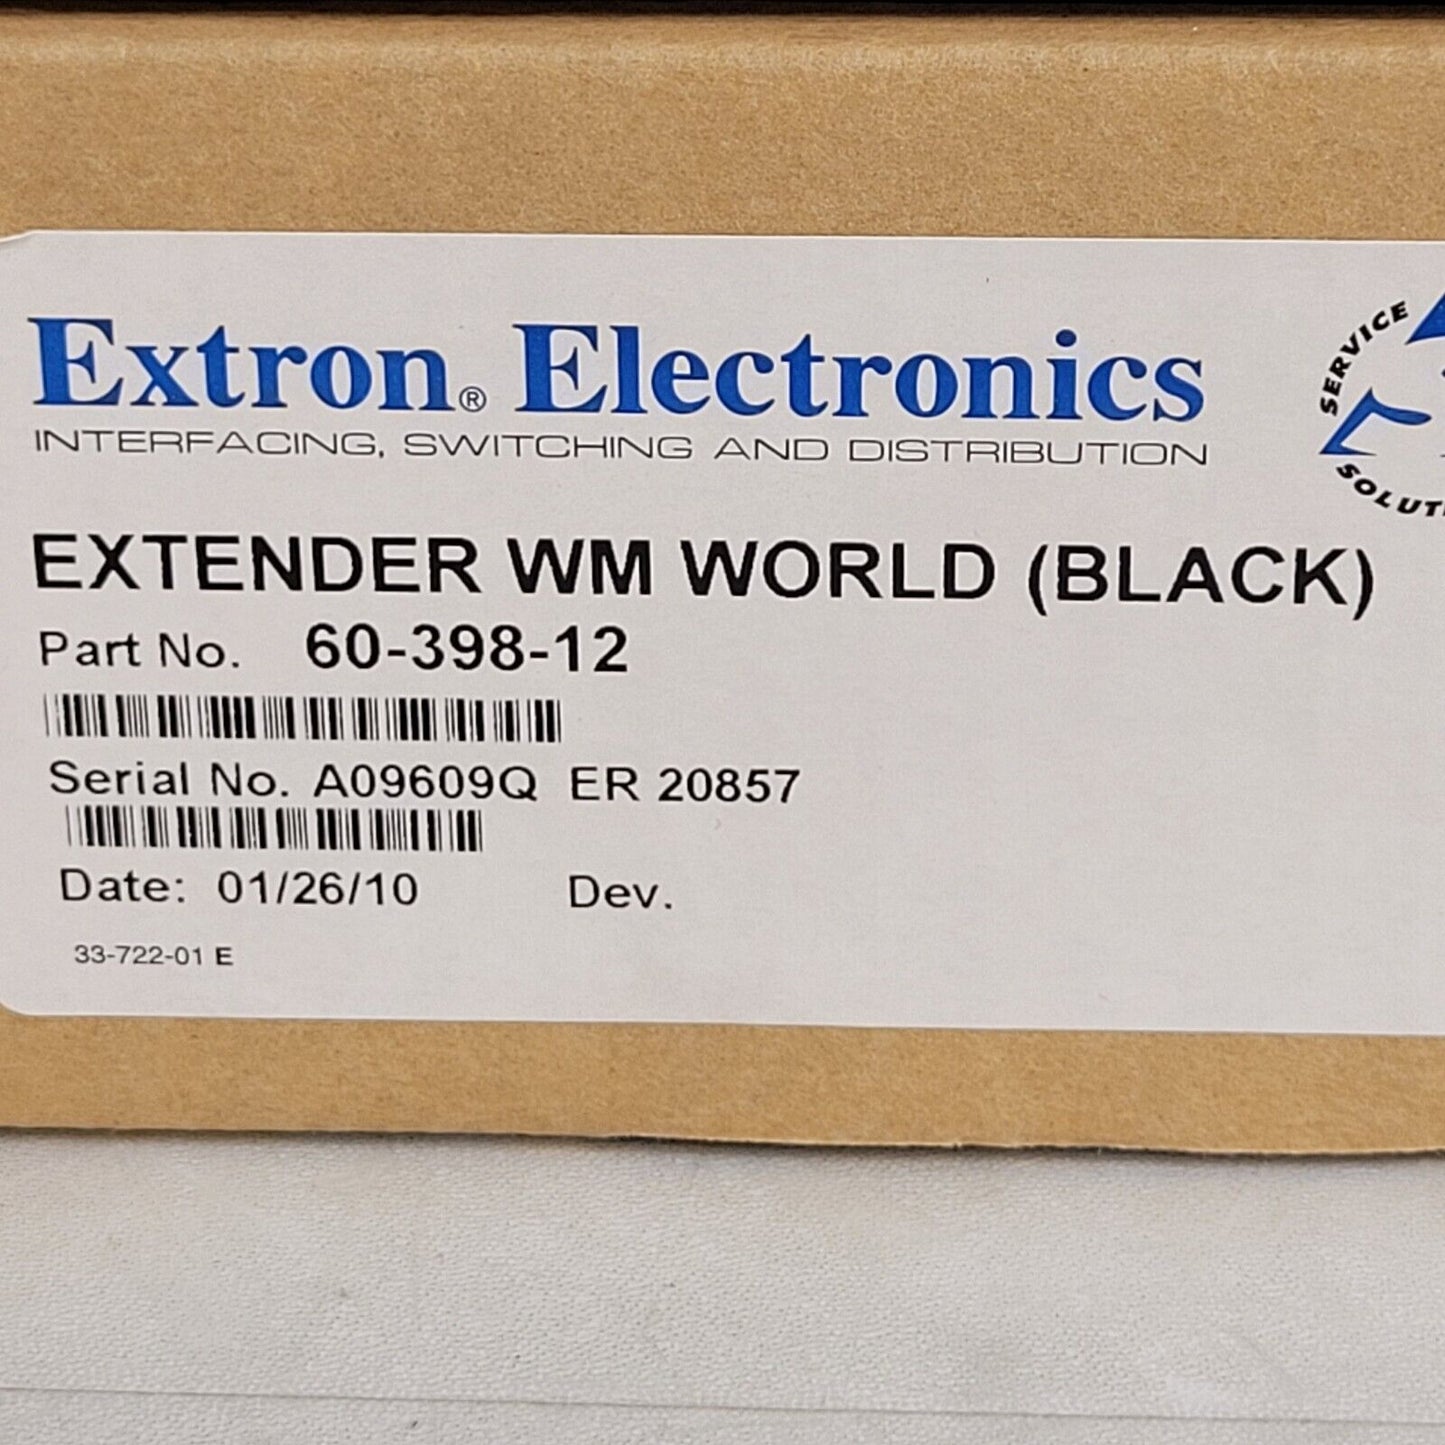 Extron® Electronics
INTERFACING, SWITCHING AND DISTRIBUTION
SERVICE
EXTENDER WM WORLD (BLACK)
Part No. 60-398-12
Serial No. A09609Q ER 20857
Date: 01/26/10 Dev.
33-722-01 E